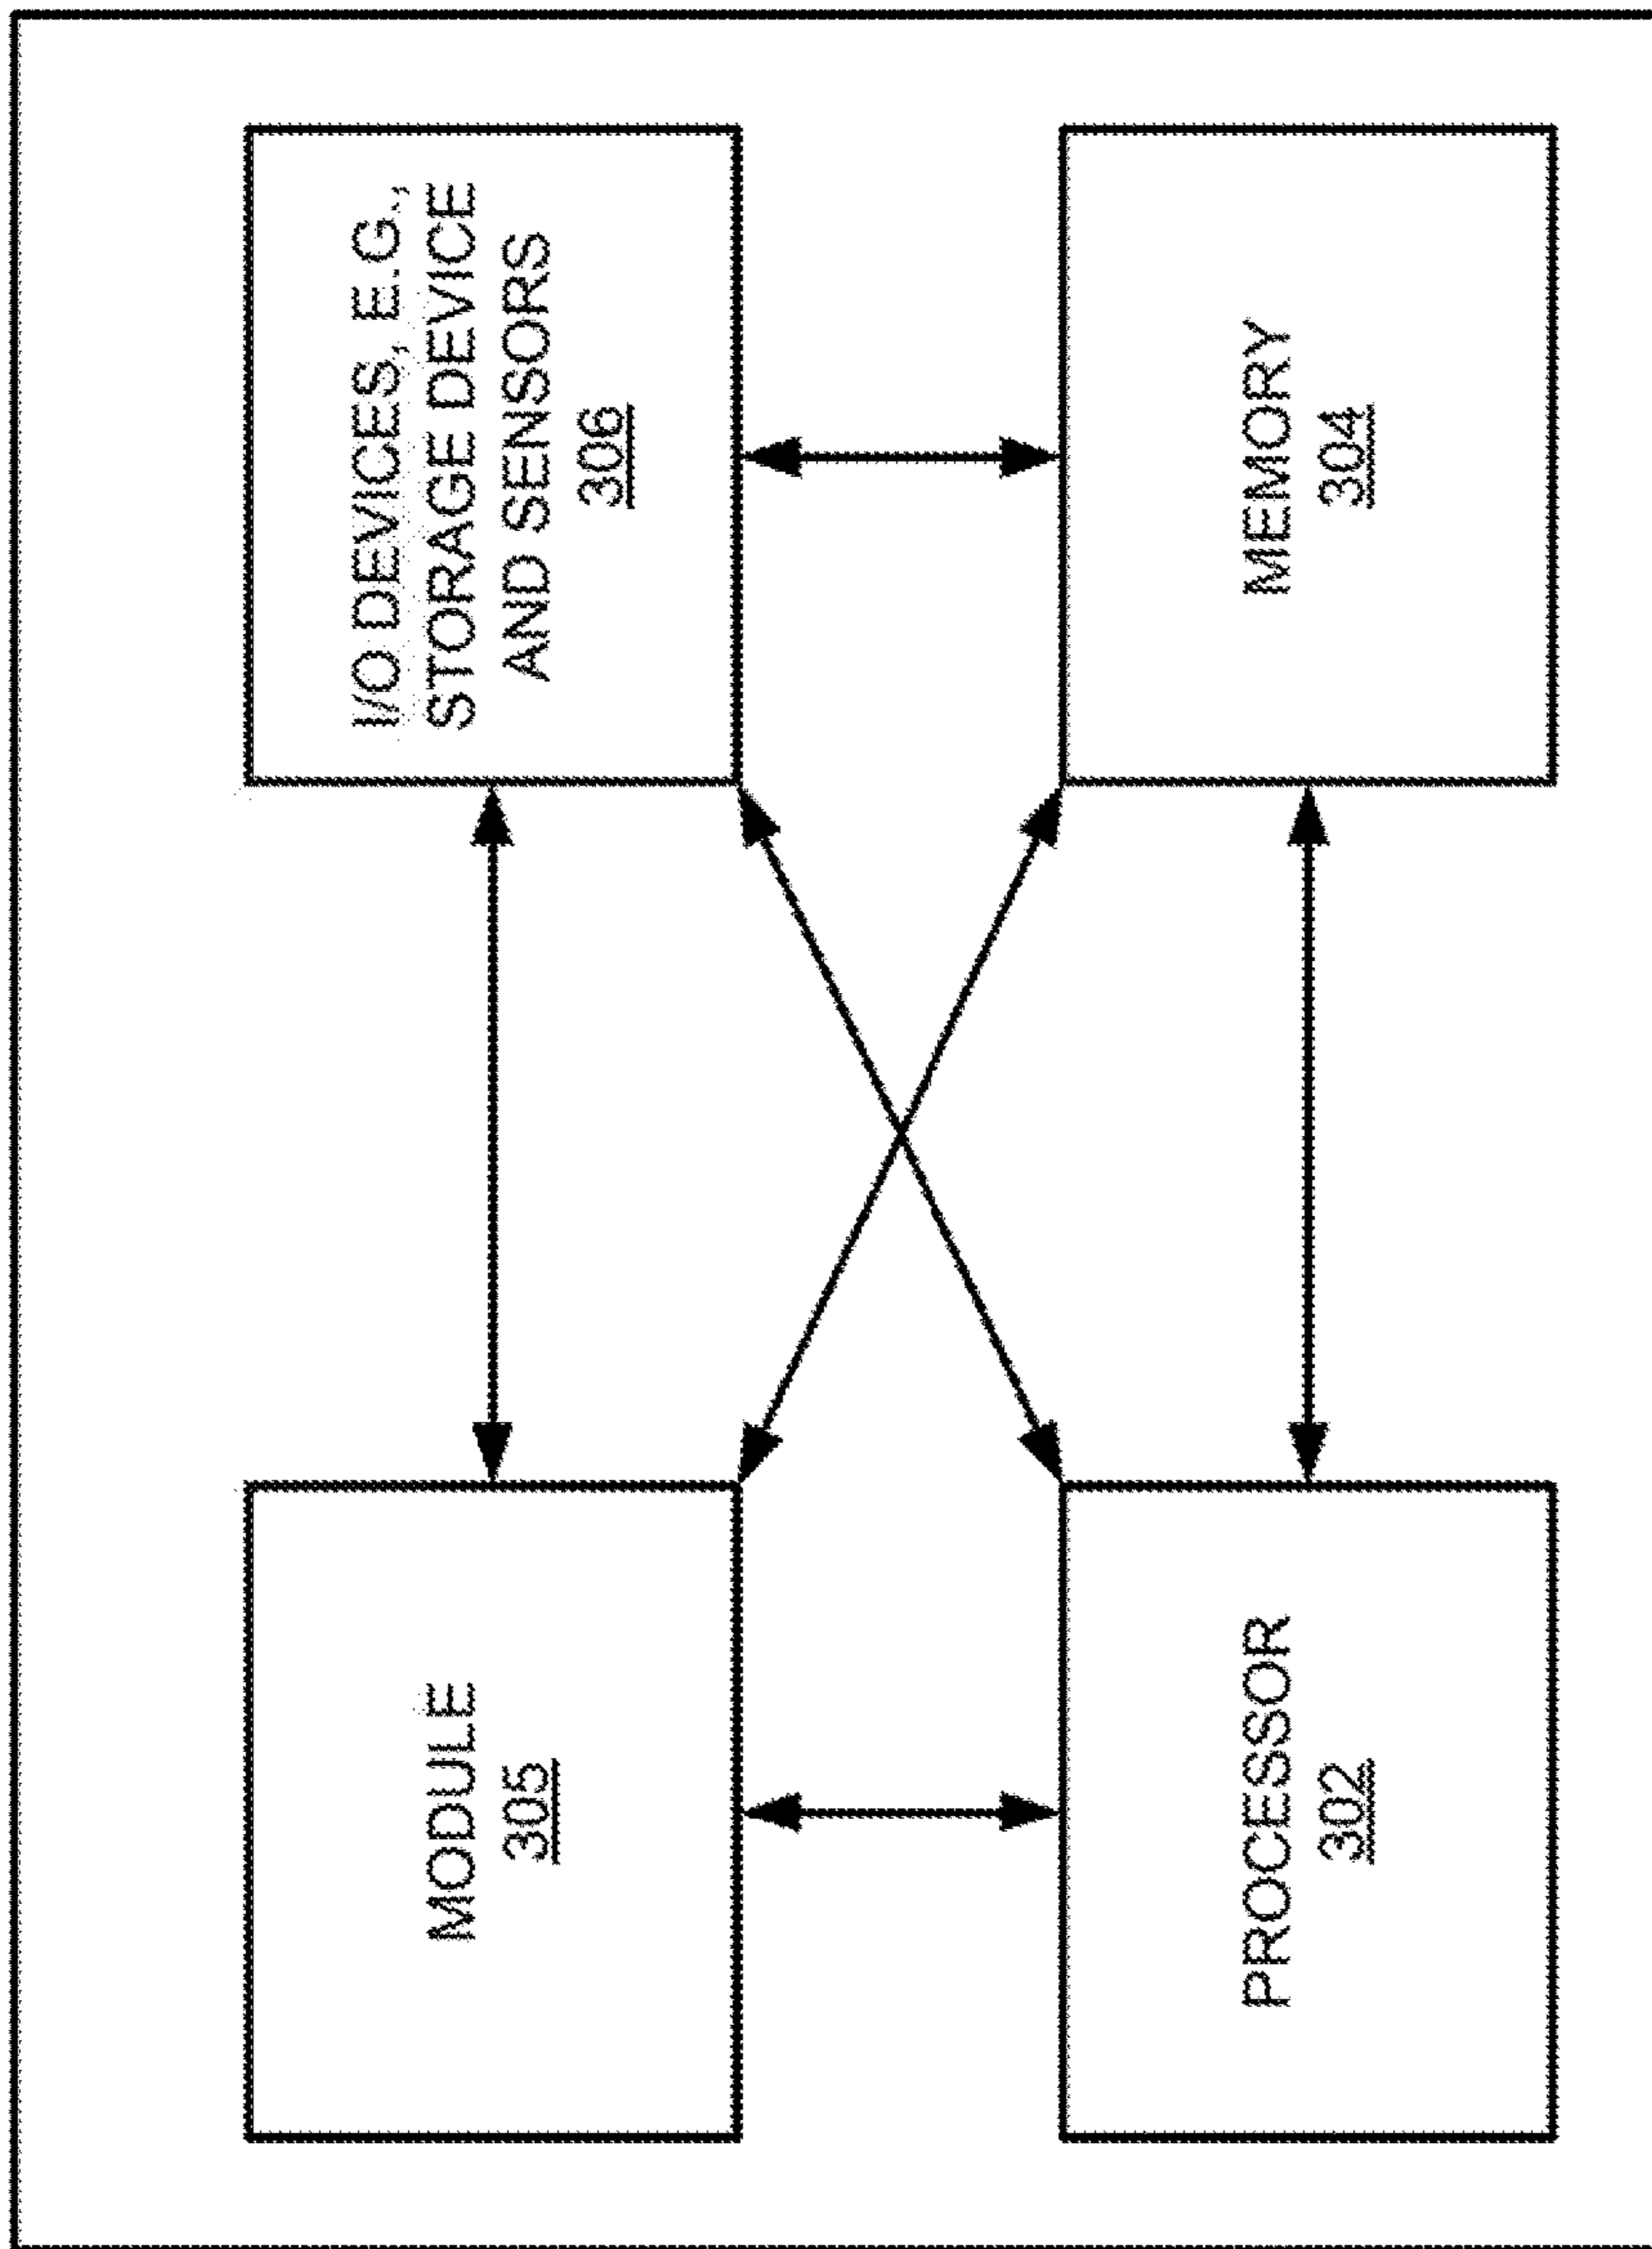 MODULE
305
I/O DEVICES, E.G.,
STORAGE DEVICE
AND SENSORS
306
PROCESSOR
302
MEMORY
304